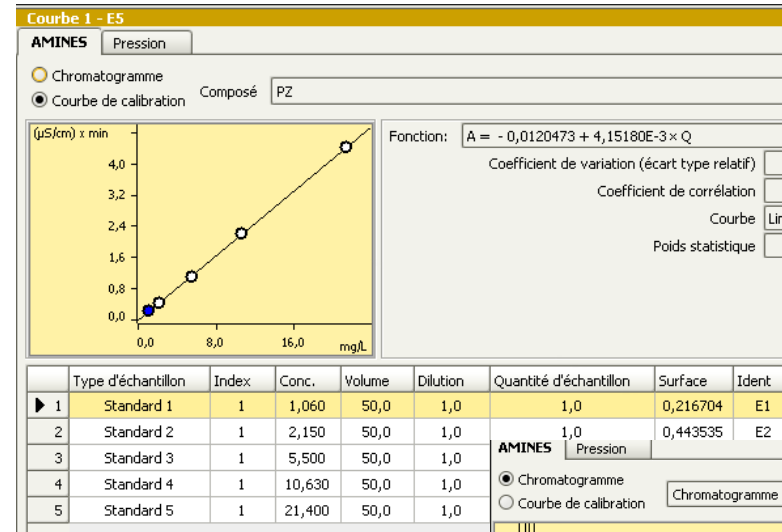 Courbe 1 - E5
AMINES Pression
Chromatogramme
Courbe de calibration Composé PZ
(µS/cm) x min
4,0
3,2
2,4
1,6
0,8
0,0
0,0 8,0 16,0 mg/L
Fonction: A = - 0,0120473 + 4,15180E-3× Q
Coefficient de variation (écart type relatif)
Coefficient de corrélation
Courbe Lin
Poids statistique
Type d'échantillon Index Conc. Volume Dilution Quantité d'échantillon Surface Ident
1 Standard 1 1 1,060 50,0 1,0 1,0 0,216704 E1
2 Standard 2 1 2,150 50,0 1,0 1,0 0,443535 E2
3 Standard 3 1 5,500 50,0 1,0
4 Standard 4 1 10,630 50,0 1,0
5 Standard 5 1 21,400 50,0 1,0
AMINES Pression
Chromatogramme
Courbe de calibration Chromatogramme